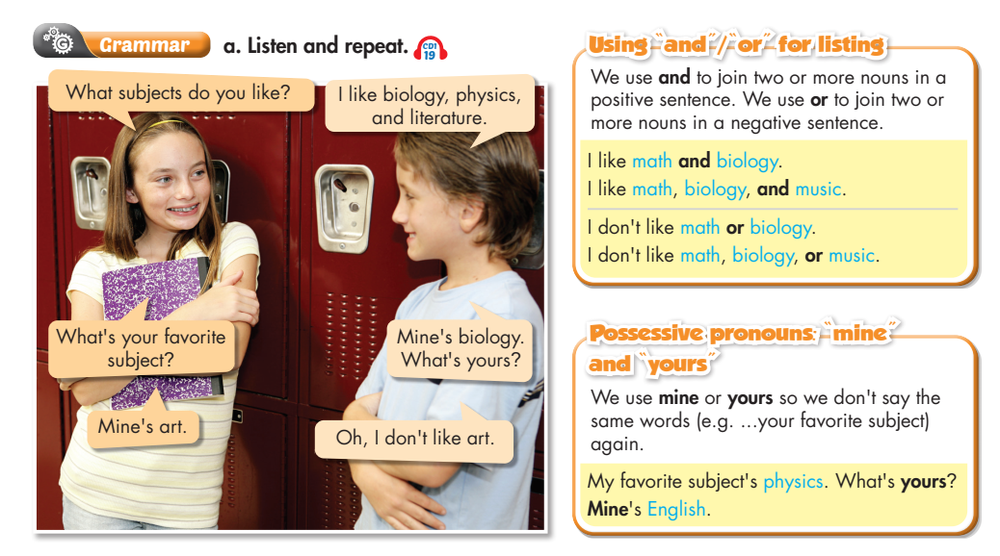 G Grammar a. Listen and repeat. CD1 19
What subjects do you like?
I like biology, physics,
and literature.
What's your favorite
subject?
Mine's biology.
What's yours?
Mine's art.
Oh, I don't like art.
Using "and"/"or" for listing
We use and to join two or more nouns in a
positive sentence. We use or to join two or
more nouns in a negative sentence.
I like math and biology.
I like math, biology, and music.
I don't like math or biology.
I don't like math, biology, or music.
Possessive pronouns: "mine"
and "yours"
We use mine or yours so we don't say the
same words (e.g. ...your favorite subject)
again.
My favorite subject's physics. What's yours?
Mine's English.